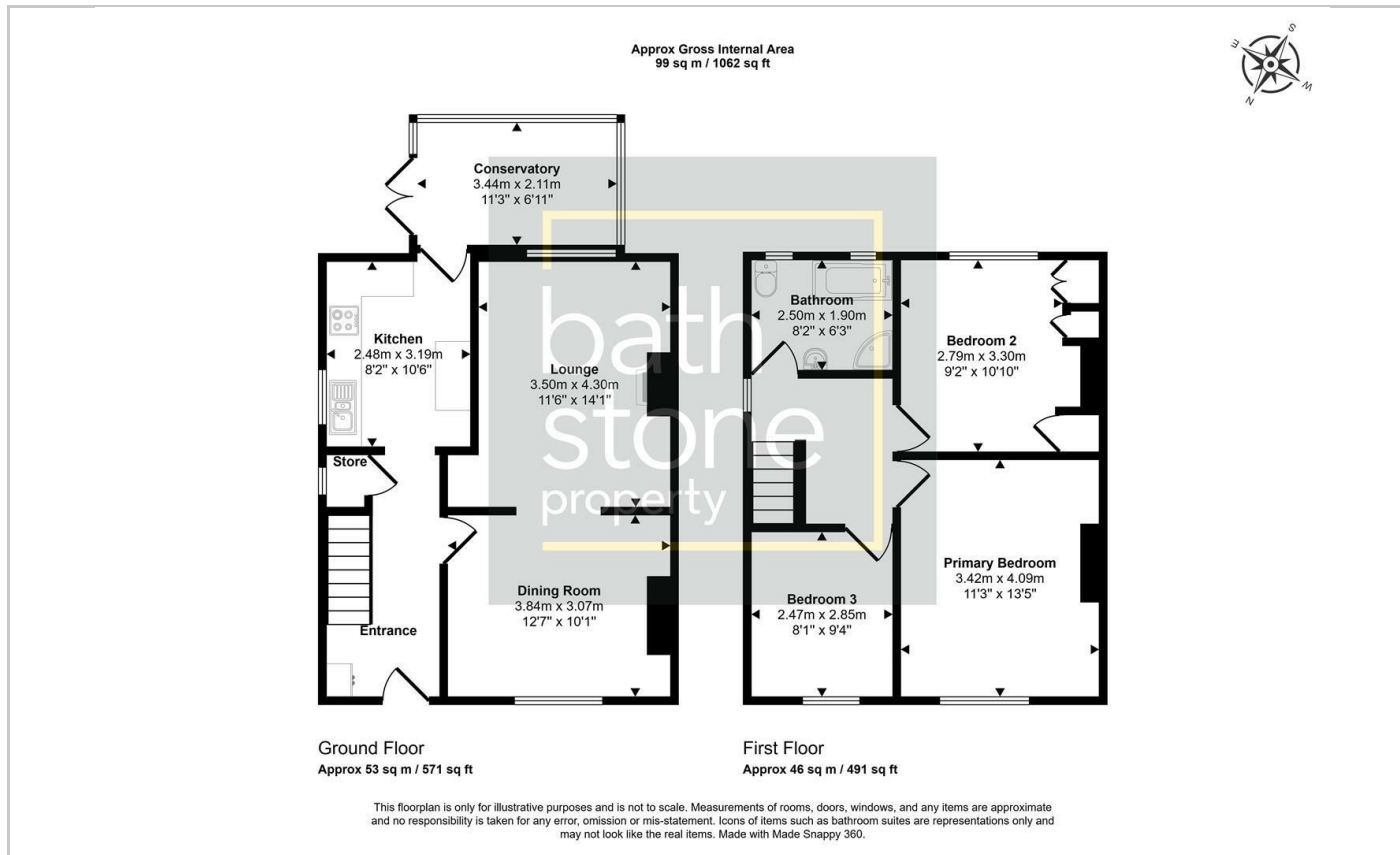 Approx Gross Internal Area
99 sq m / 1062 sq ft
S
E
W
N
Conservatory
3.44m x 2.11m
11'3" x 6'11"
Kitchen
2.48m x 3.19m
8'2" x 10'6"
Lounge
3.50m x 4.30m
11'6" x 14'1"
Store
Entrance
Dining Room
3.84m x 3.07m
12'7" x 10'1"
bath
stone
property
Bathroom
2.50m x 1.90m
8'2" x 6'3"
Bedroom 2
2.79m x 3.30m
9'2" x 10'10"
Bedroom 3
2.47m x 2.85m
8'1" x 9'4"
Primary Bedroom
3.42m x 4.09m
11'3" x 13'5"
Ground Floor
Approx 53 sq m / 571 sq ft
First Floor
Approx 46 sq m / 491 sq ft
This floorplan is only for illustrative purposes and is not to scale. Measurements of rooms, doors, windows, and any items are approximate
and no responsibility is taken for any error, omission or mis-statement. Icons of items such as bathroom suites are representations only and
may not look like the real items. Made with Made Snappy 360.